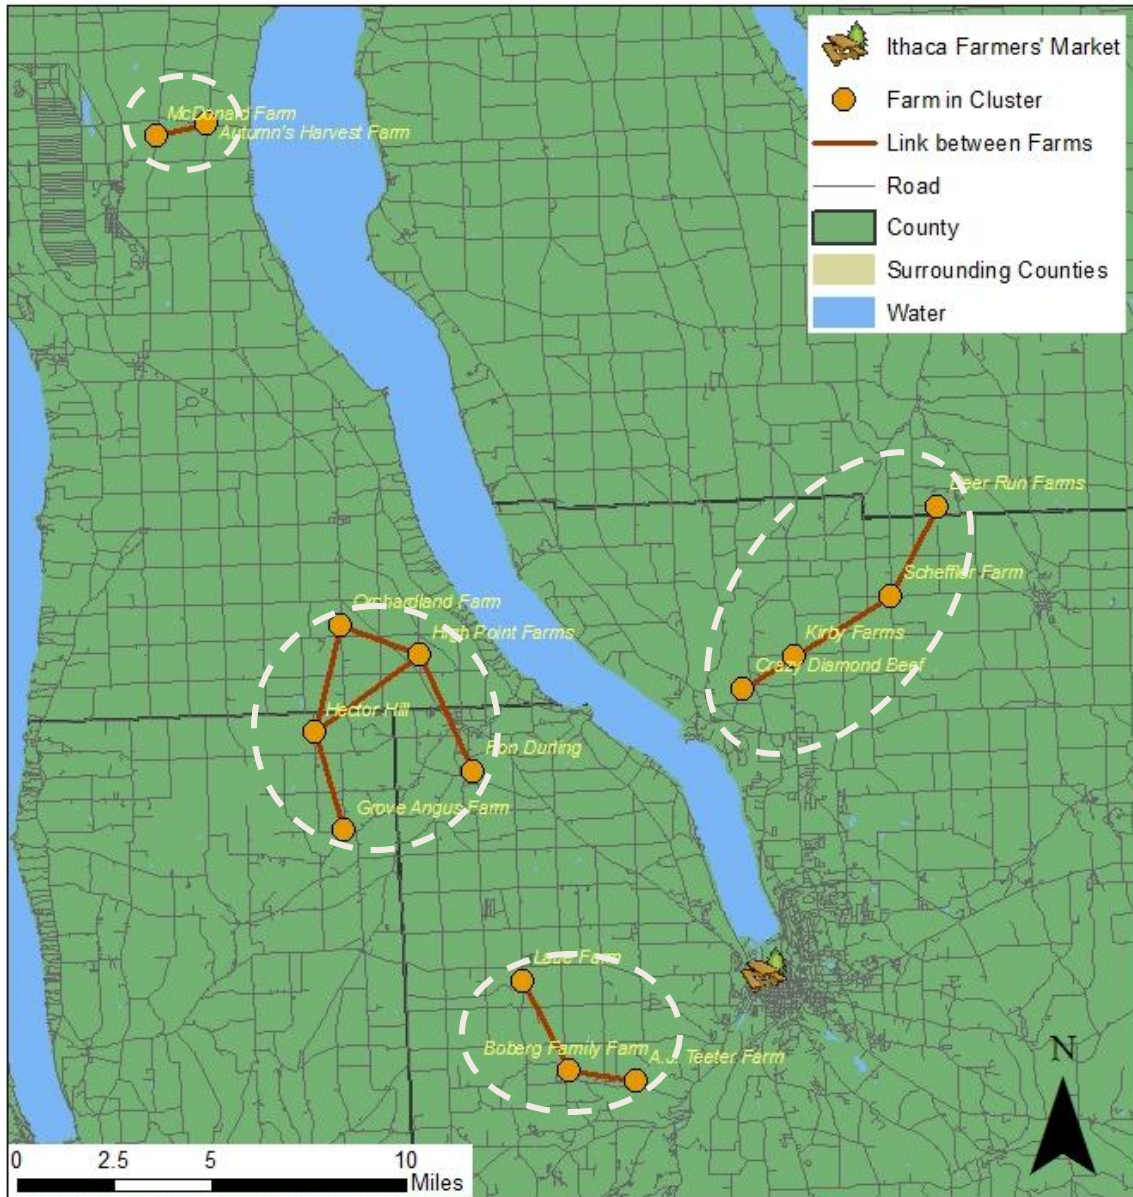 Ithaca Farmers' Market
Farm in Cluster
Link between Farms
Road
County
Surrounding Counties
Water
McDonald Farm
Autumn's Harvest Farm
Deer Run Farms
Scheffler Farm
Kirby Farms
Crazy Diamond Beef
Orchardland Farm
High Point Farms
Hector Hill
Ron Durling
Grove Angus Farm
Laue Farm
Boberg Family Farm
A.J. Teeter Farm
N
0 2.5 5 10
Miles